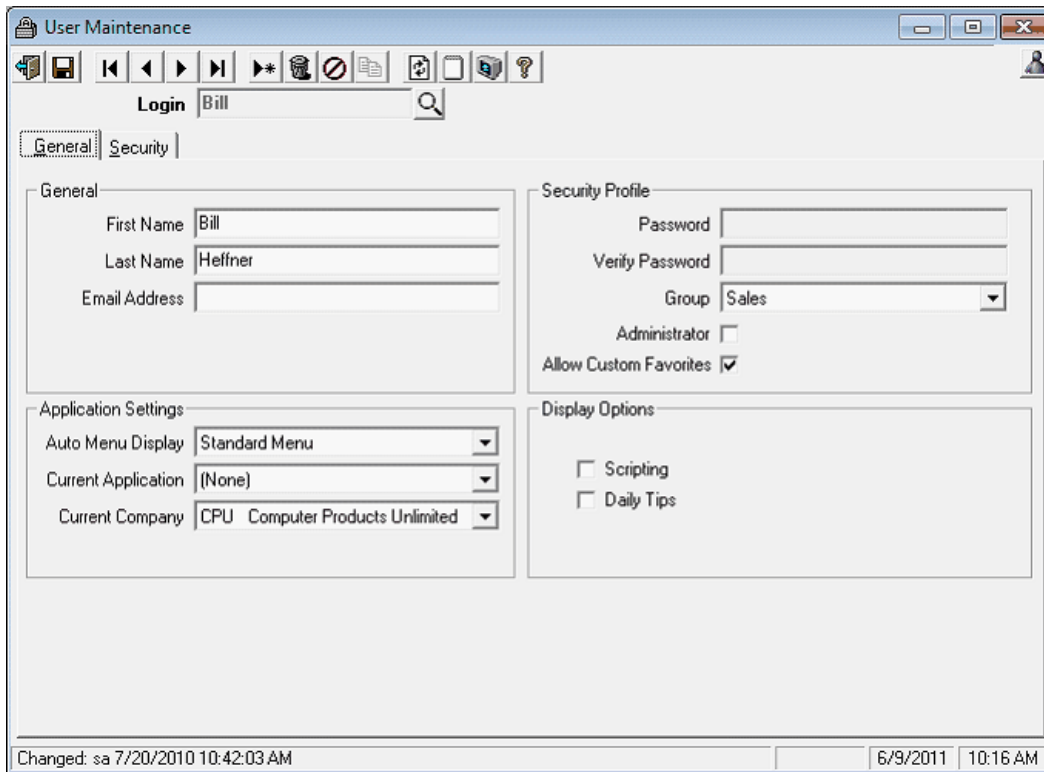 User Maintenance
Login Bill
General Security
General
First Name Bill
Last Name Heffner
Email Address
Security Profile
Password
Verify Password
Group Sales
Administrator
Allow Custom Favorites
Application Settings
Auto Menu Display Standard Menu
Current Application (None)
Current Company CPU Computer Products Unlimited
Display Options
Scripting
Daily Tips
Changed: sa 7/20/2010 10:42:03 AM 6/9/2011 10:16 AM